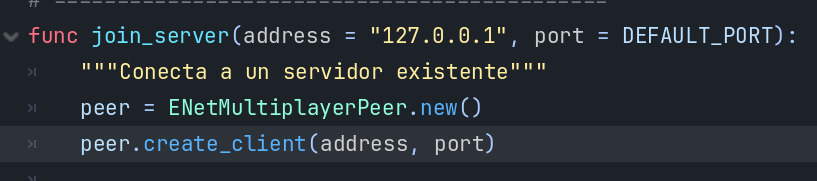 # ------------------------------------------
func join_server(address = "127.0.0.1", port = DEFAULT_PORT):
"""Conecta a un servidor existente"""
peer = ENetMultiplayerPeer.new()
peer.create_client(address, port)